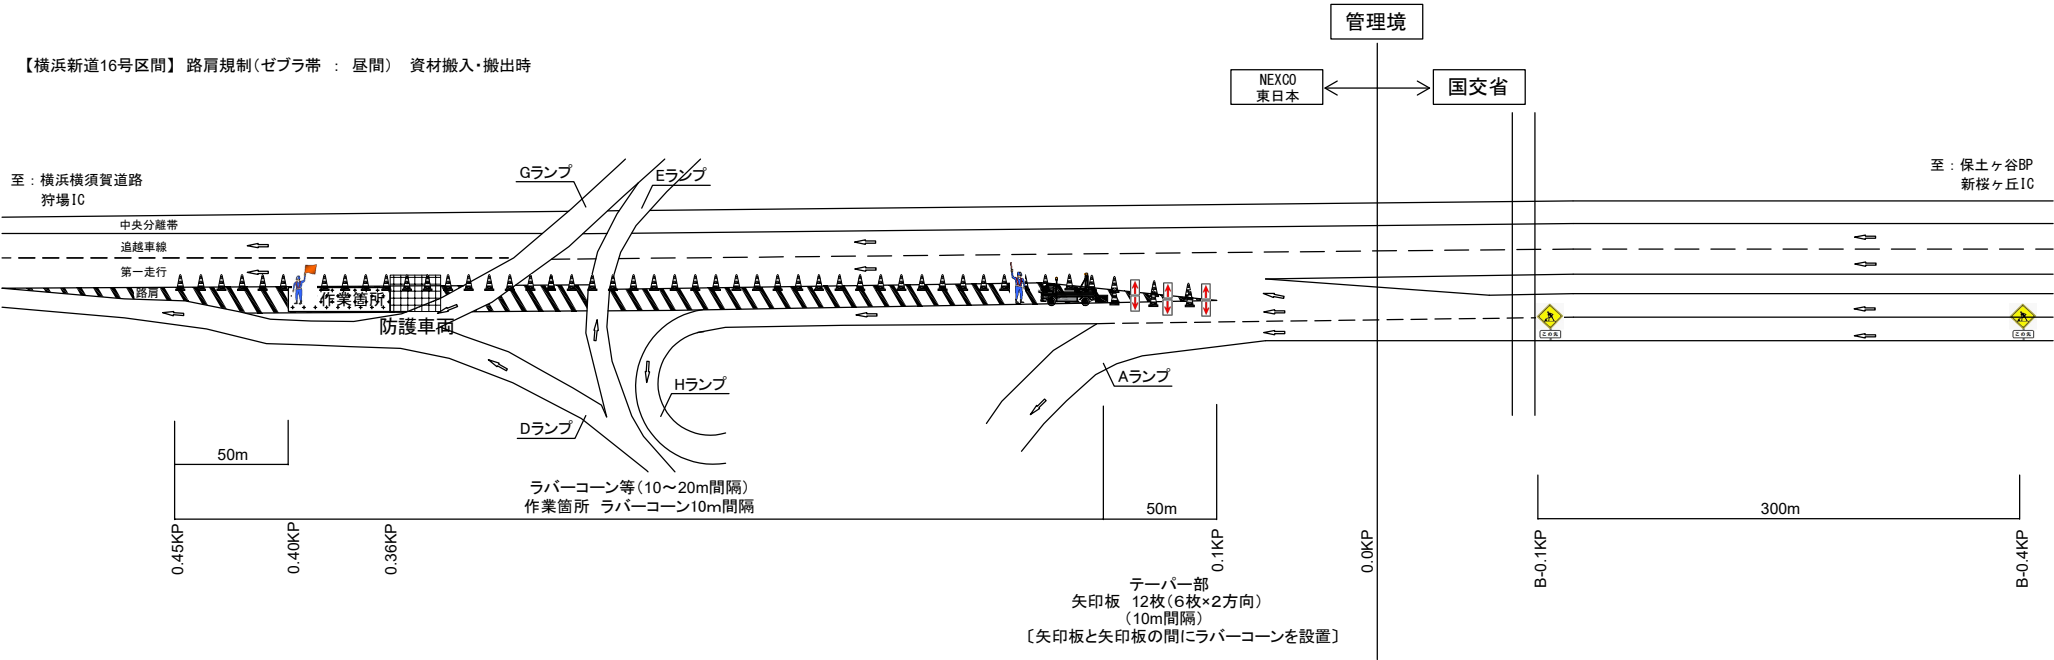 管理境
【横浜新道16号区間】 路肩規制(ゼブラ帯 : 昼間) 資材搬入・搬出時
NEXCO
東日本
国交省
至:横浜横須賀道路
狩場IC
至:保土ヶ谷BP
新桜ヶ丘IC
Gランプ
Eランプ
中央分離帯
追越車線
第一走行
路肩
作業箇所
防護車両
この先
この先
Hランプ
Aランプ
Dランプ
50m
ラバーコーン等(10~20m間隔)
作業箇所 ラバーコーン10m間隔
50m
300m
0.45KP
0.40KP
0.36KP
0.1KP
0.0KP
B-0.1KP
B-0.4KP
テーパー部
矢印板 12枚(6枚×2方向)
(10m間隔)
〔矢印板と矢印板の間にラバーコーンを設置〕